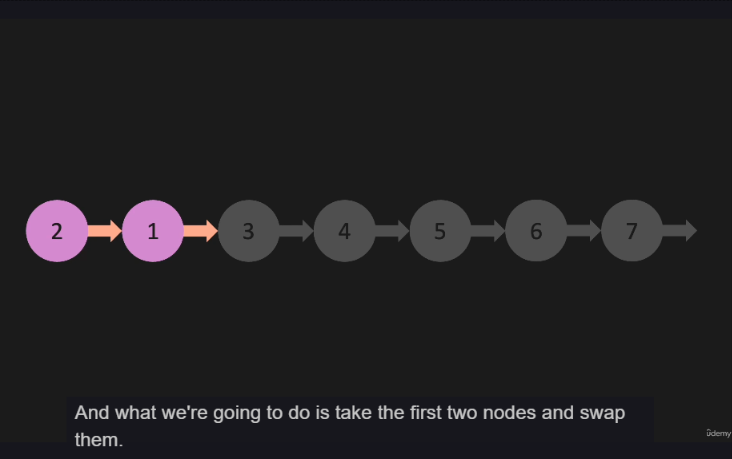 2 1 3 4 5 6 7
And what we're going to do is take the first two nodes and swap
them.
ûdemy